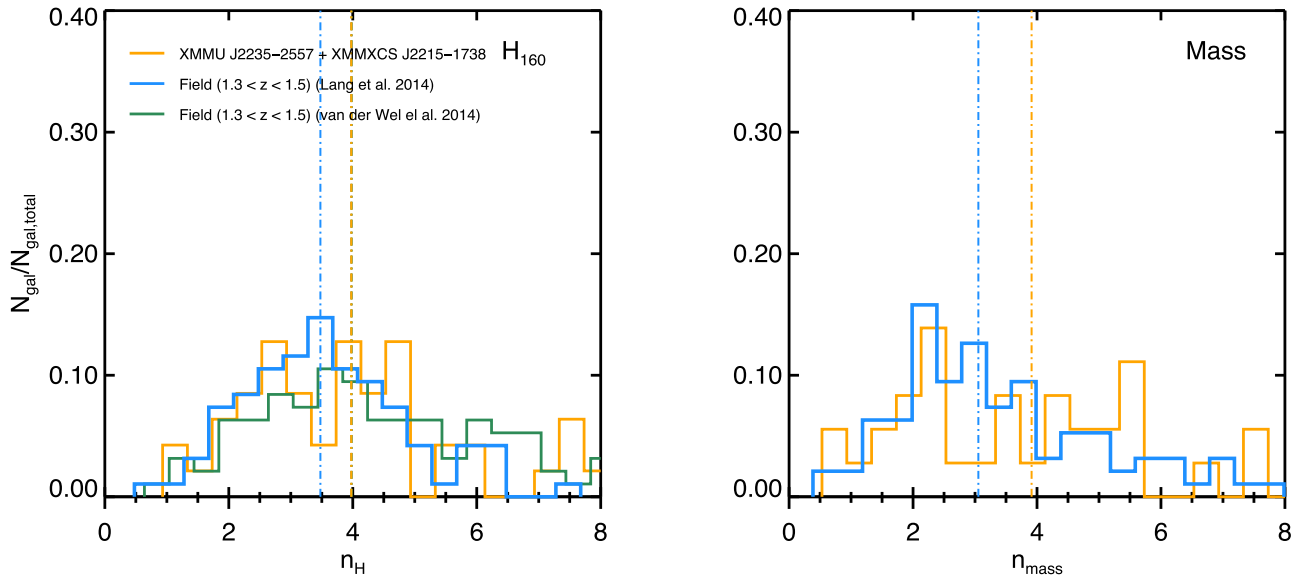 0.40
0.30
0.20
0.10
0.00
N_gal/N_gal,total
XMMU J2235−2557 + XMMXCS J2215−1738
H_160
Field (1.3 < z < 1.5) (Lang et al. 2014)
Field (1.3 < z < 1.5) (van der Wel el al. 2014)
0 2 4 6 8
n_H
0.40
0.30
0.20
0.10
0.00
Mass
0 2 4 6 8
n_mass